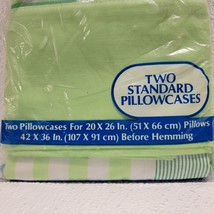 TWO
STANDARD
PILLOWCASES
Two Pillowcases For 20 X 26 In. (51 X 66 cm) Pillows
42 X 36 In. (107 X 91 cm) Before Hemming